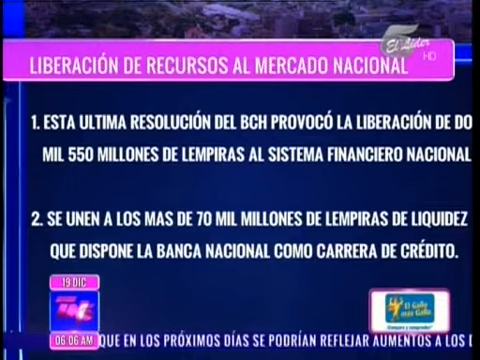 El Líder
HD
LIBERACIÓN DE RECURSOS AL MERCADO NACIONAL
1. ESTA ULTIMA RESOLUCIÓN DEL BCH PROVOCÓ LA LIBERACIÓN DE DO
MIL 550 MILLONES DE LEMPIRAS AL SISTEMA FINANCIERO NACIONAL
2. SE UNEN A LOS MAS DE 70 MIL MILLONES DE LEMPIRAS DE LIQUIDEZ
QUE DISPONE LA BANCA NACIONAL COMO CARRERA DE CRÉDITO.
19 DIC
06:06 AM
El Gallo
más Gallo
¡Compare y compruebe!
QUE EN LOS PRÓXIMOS DÍAS SE PODRÍAN REFLEJAR AUMENTOS A LOS D